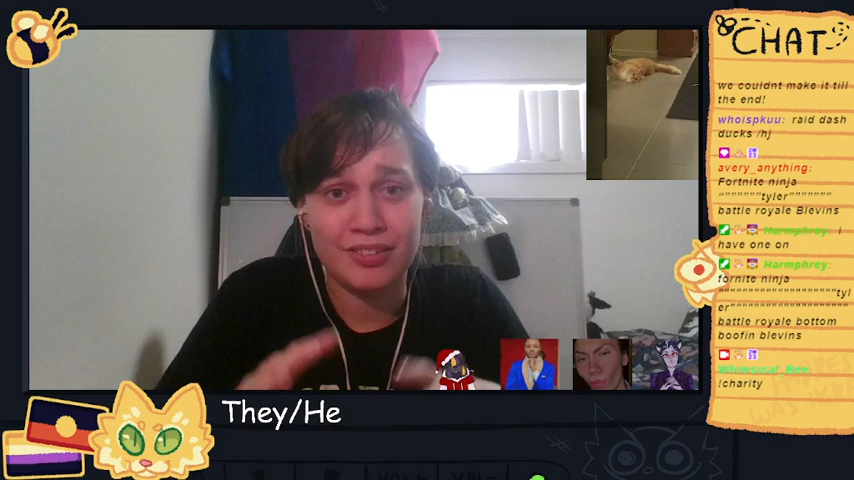 CHAT
we couldnt make it till
the end!
whoispkuu: raid dash
ducks /hj
avery_anything:
Fortnite ninja
"""""""tyler"""""""
battle royale Blevins
Harmphrey: i
have one on
Harmphrey:
fornite ninja
"""""""""""""""""""tyl
er""""""""""""""""""""
battle royale bottom
boofin blevins
Whimsical_Bee:
!charity
They/He